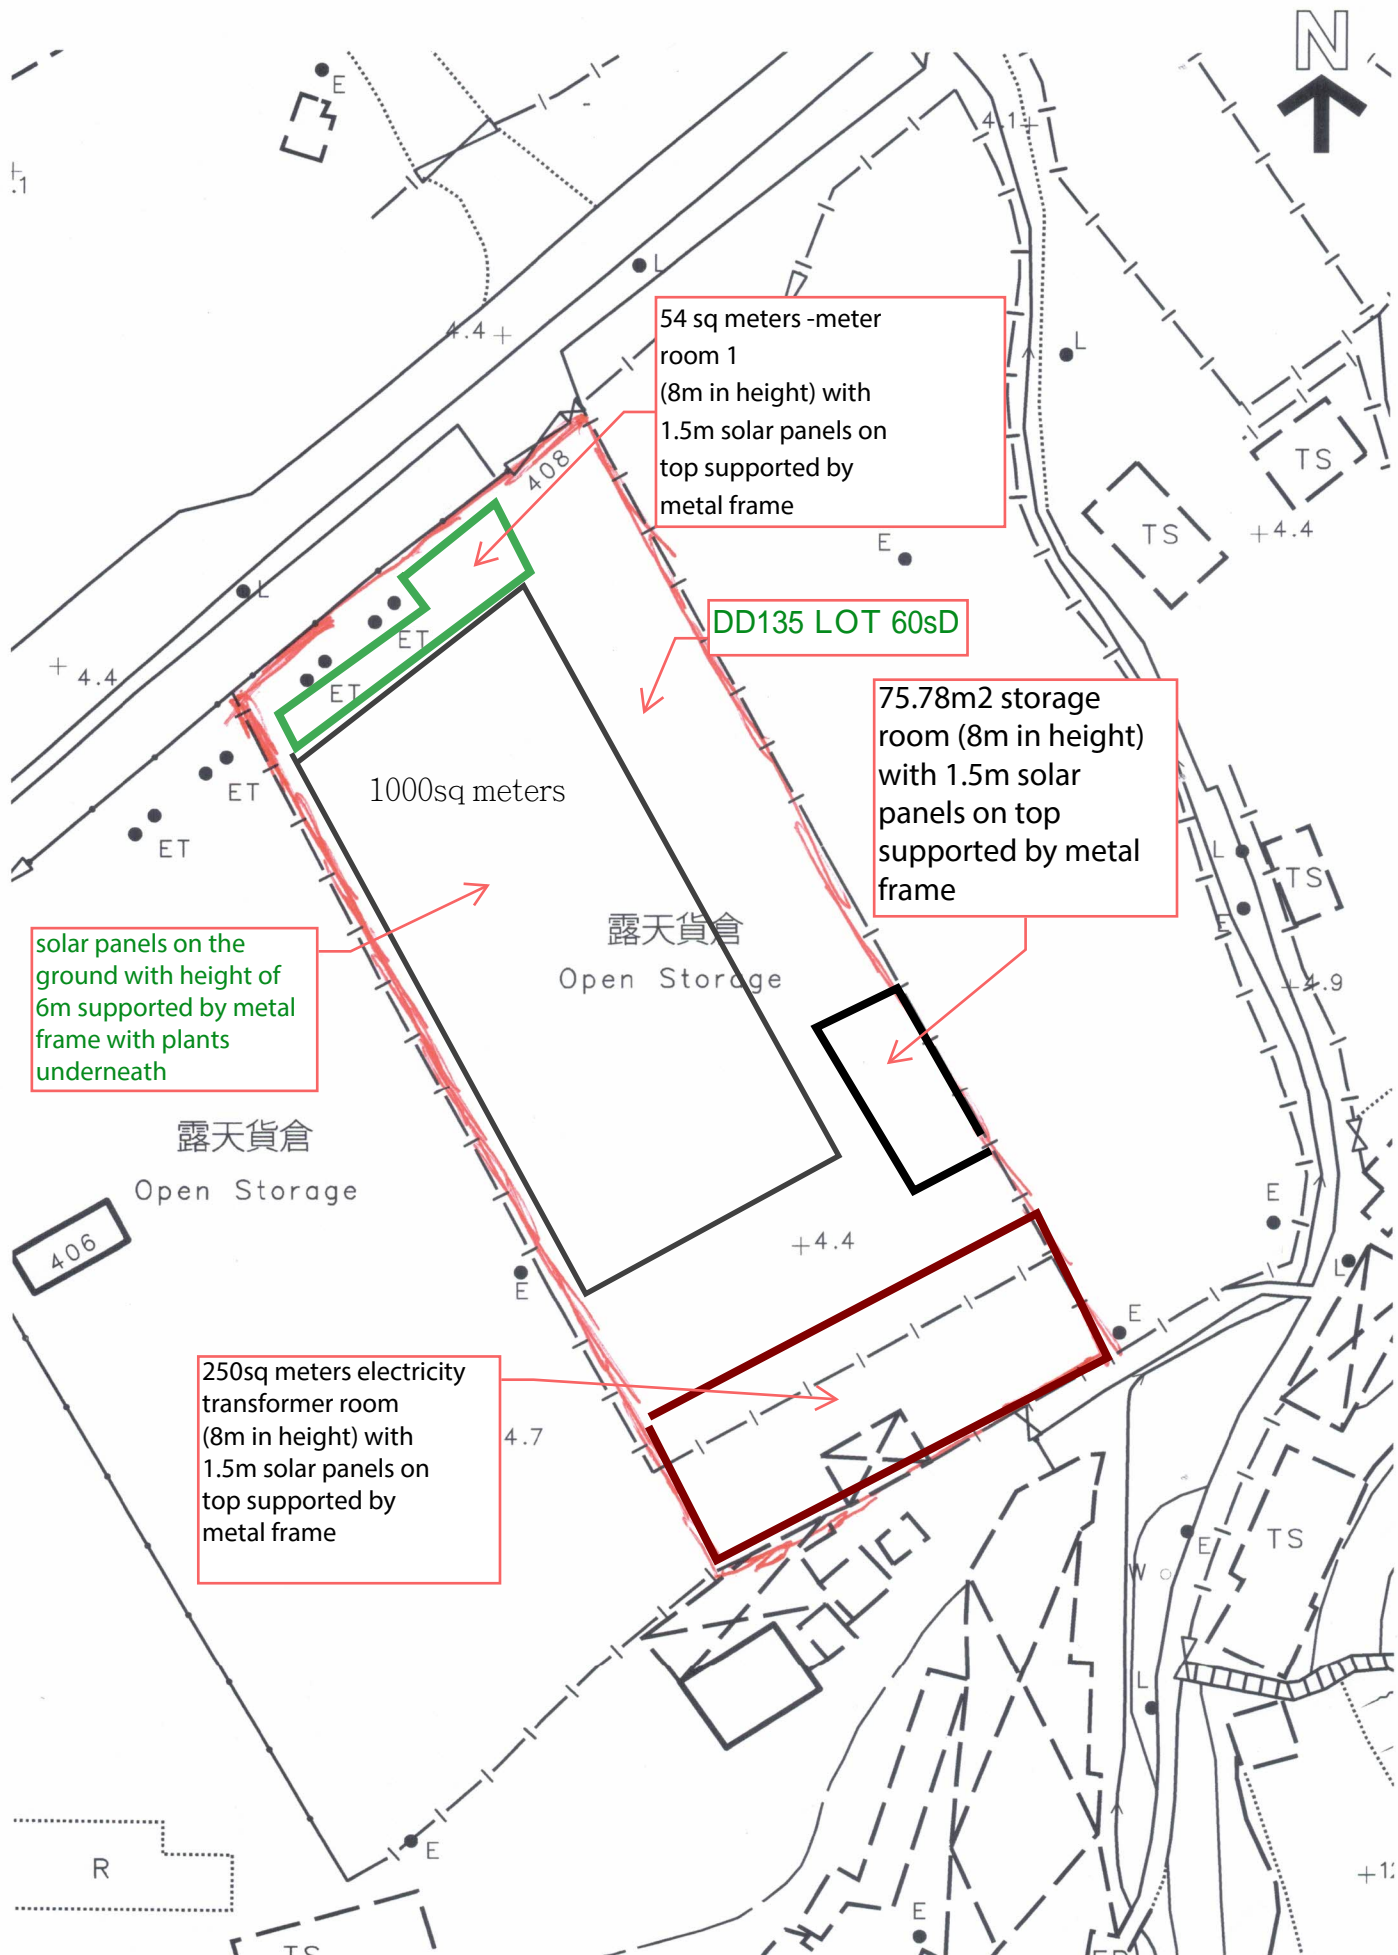 N
E
4.1
.1
L
4.4
54 sq meters -meter
room 1
(8m in height) with
1.5m solar panels on
top supported by
metal frame
L
TS
408
TS
4.4
E
L
ET
DD135 LOT 60sD
4.4
ET
75.78m2 storage
room (8m in height)
with 1.5m solar
panels on top
supported by metal
frame
1000sq meters
ET
ET
L
TS
E
露天貨倉
Open Storage
solar panels on the
ground with height of
6m supported by metal
frame with plants
underneath
4.9
露天貨倉
Open Storage
E
406
4.4
L
E
E
250sq meters electricity
transformer room
(8m in height) with
1.5m solar panels on
top supported by
metal frame
4.7
E
TS
W
L
E
R
E
TS